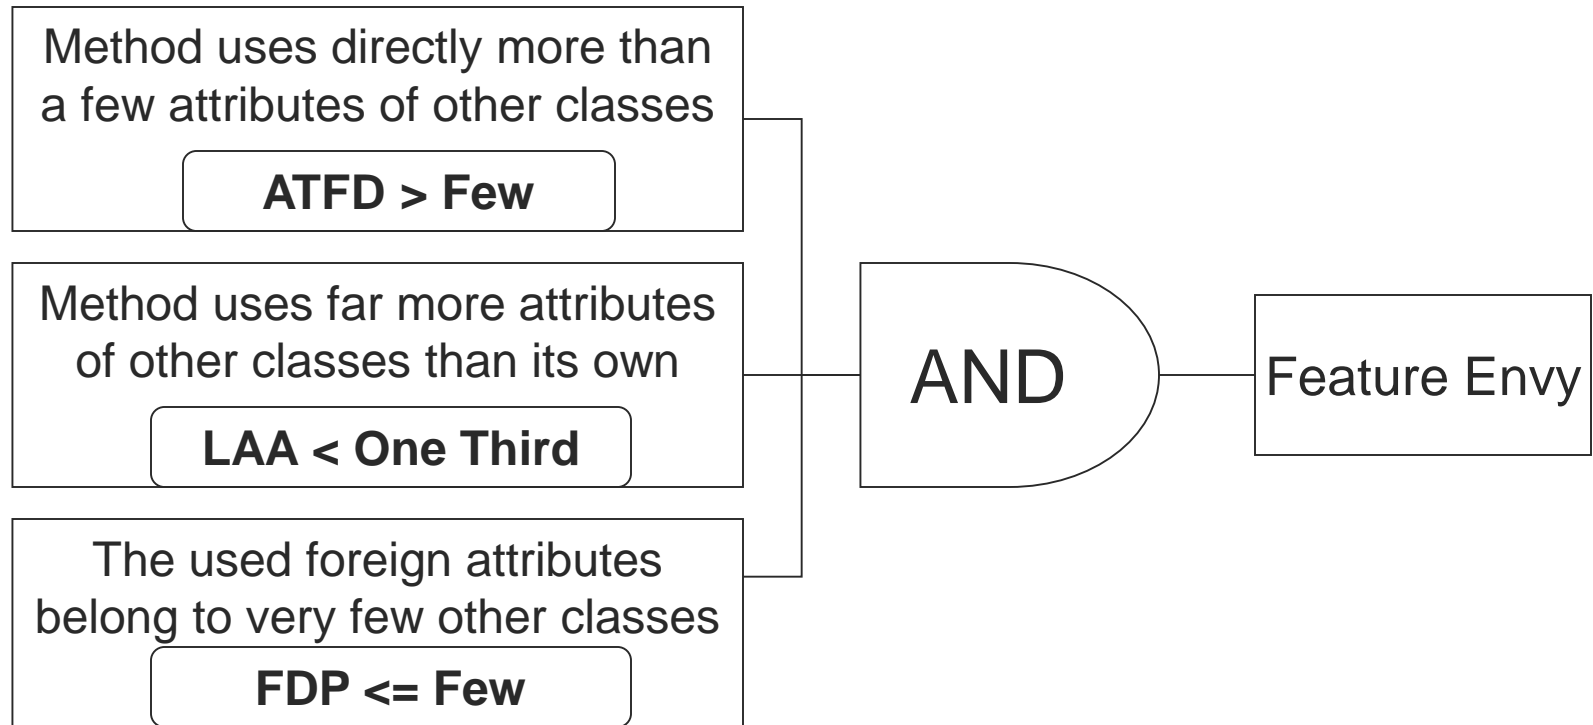 Method uses directly more than
a few attributes of other classes
ATFD > Few
Method uses far more attributes
of other classes than its own
LAA < One Third
The used foreign attributes
belong to very few other classes
FDP <= Few
AND
Feature Envy